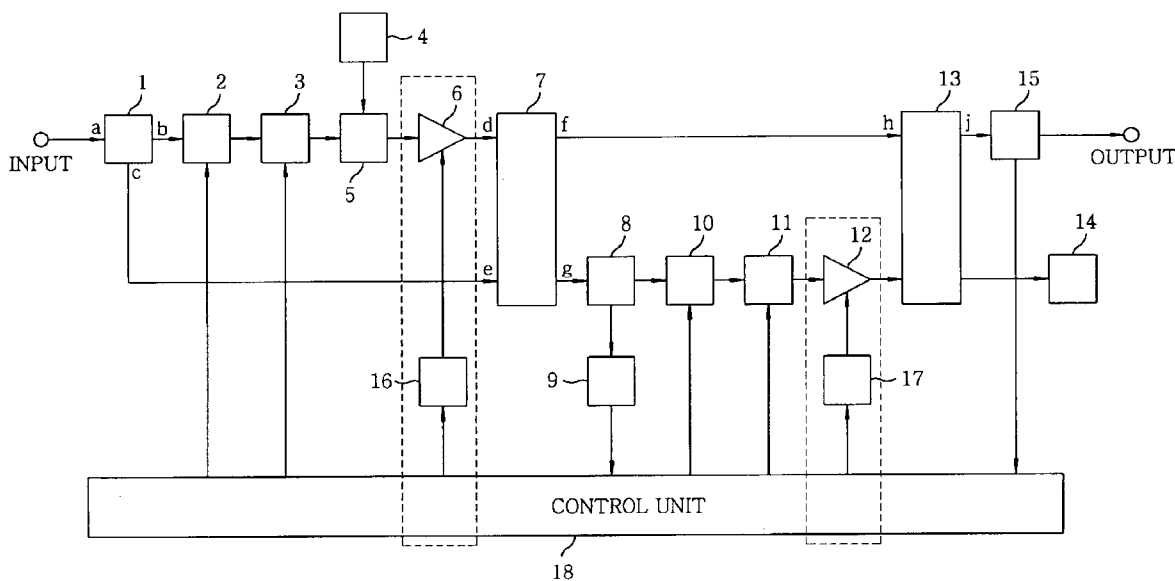 4
1 2 3 6 7 13 15
a b d f h j
INPUT OUTPUT
c 5
8 10 11 12 14
e g
16 9 17
CONTROL UNIT
18